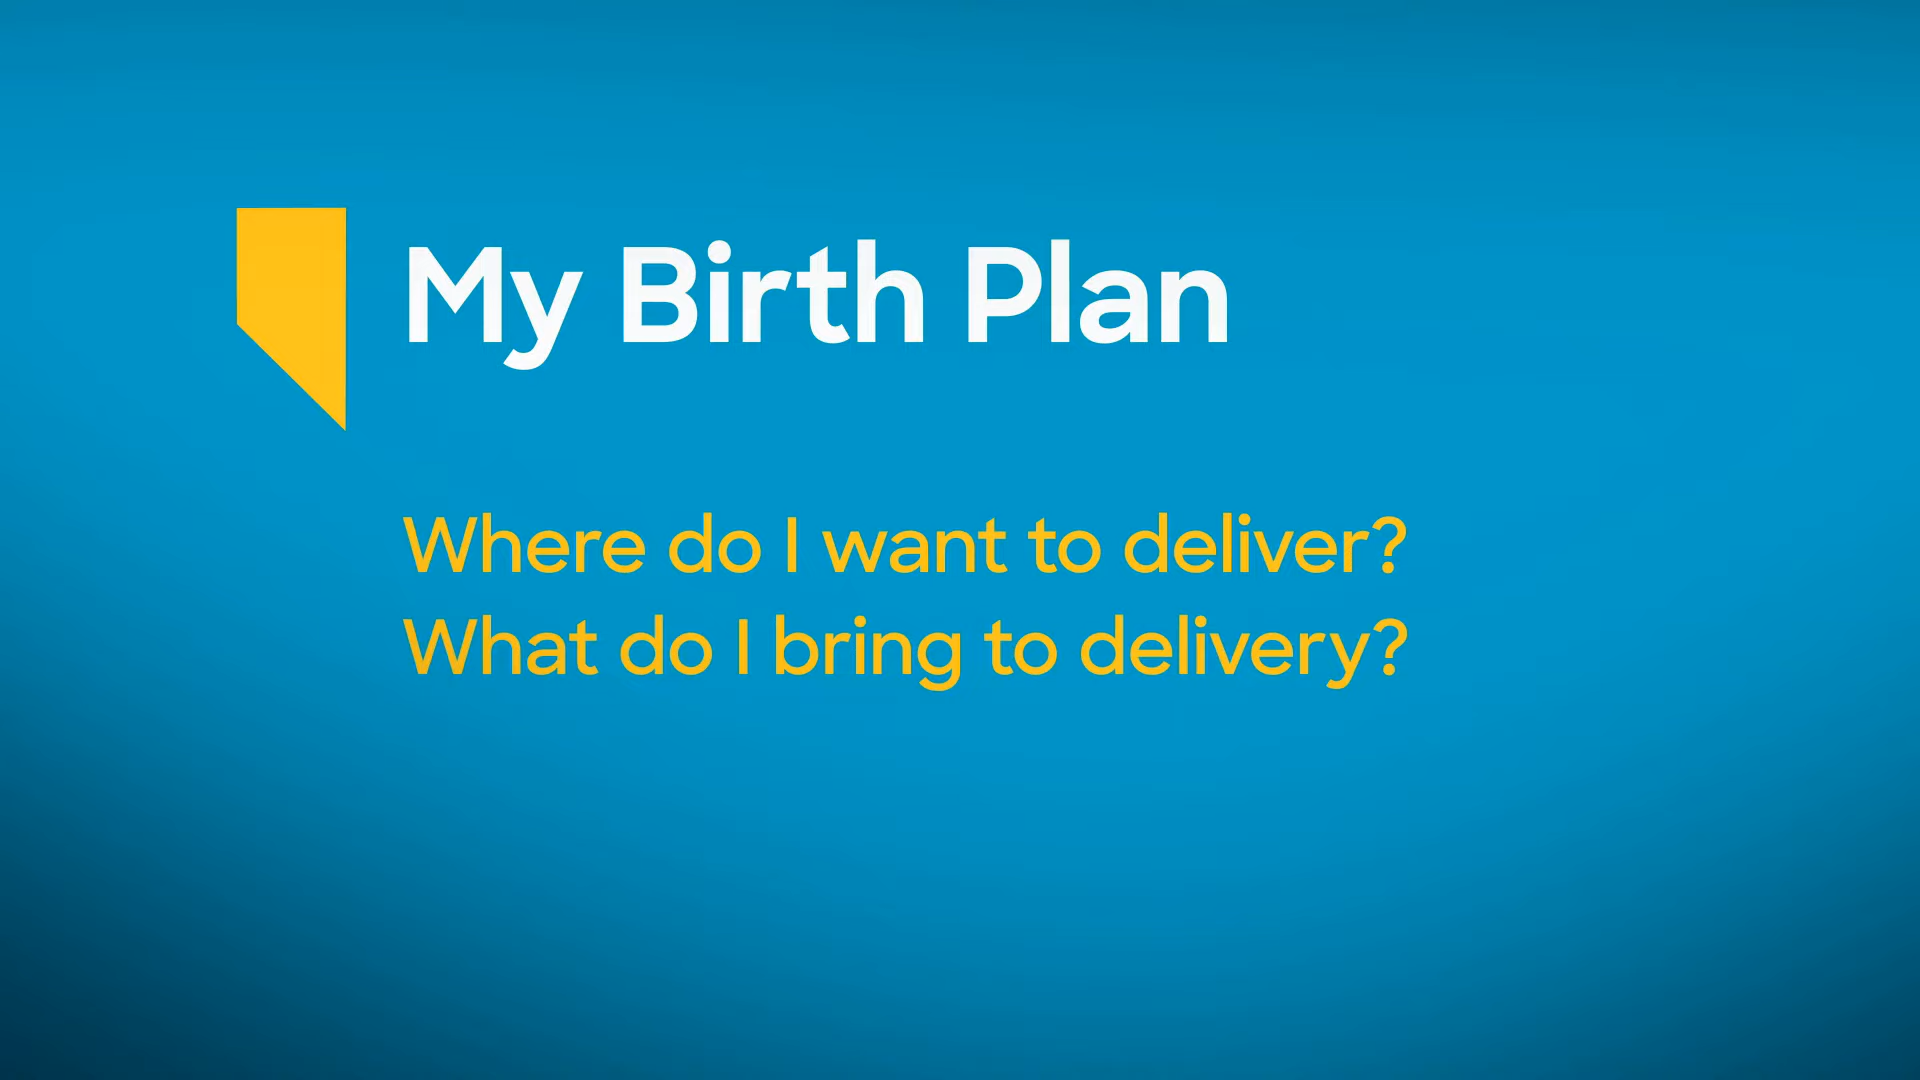 My Birth Plan
Where do I want to deliver?
What do I bring to delivery?